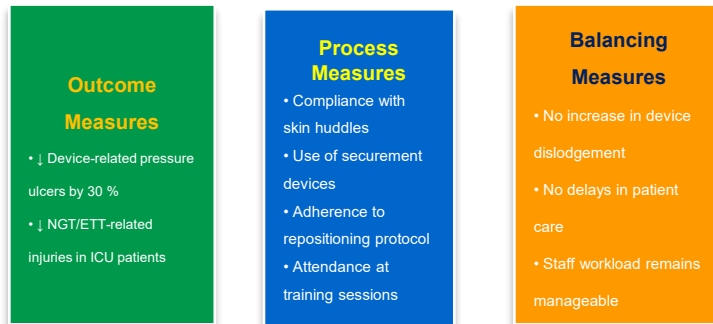 Outcome
Measures
• ↓ Device-related pressure
ulcers by 30 %
• ↓ NGT/ETT-related
injuries in ICU patients
Process
Measures
• Compliance with
skin huddles
• Use of securement
devices
• Adherence to
repositioning protocol
• Attendance at
training sessions
Balancing
Measures
• No increase in device
dislodgement
• No delays in patient
care
• Staff workload remains
manageable